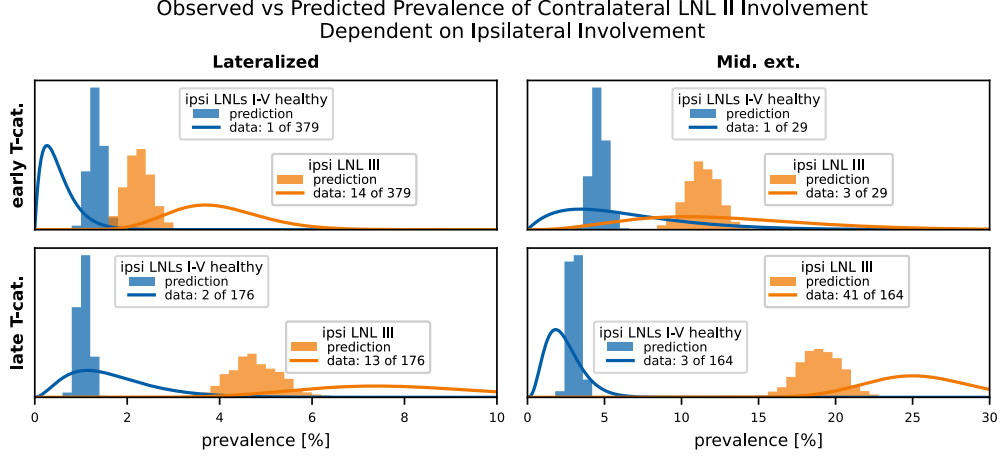 Observed vs Predicted Prevalence of Contralateral LNL II Involvement
Dependent on Ipsilateral Involvement
Lateralized
Mid. ext.
early T-cat.
ipsi LNLs I-V healthy
prediction
data: 1 of 379
ipsi LNL III
prediction
data: 14 of 379
ipsi LNLs I-V healthy
prediction
data: 1 of 29
ipsi LNL III
prediction
data: 3 of 29
late T-cat.
ipsi LNLs I-V healthy
prediction
data: 2 of 176
ipsi LNL III
prediction
data: 13 of 176
ipsi LNL III
prediction
data: 41 of 164
ipsi LNLs I-V healthy
prediction
data: 3 of 164
0 2 4 6 8 10
prevalence [%]
0 5 10 15 20 25 30
prevalence [%]